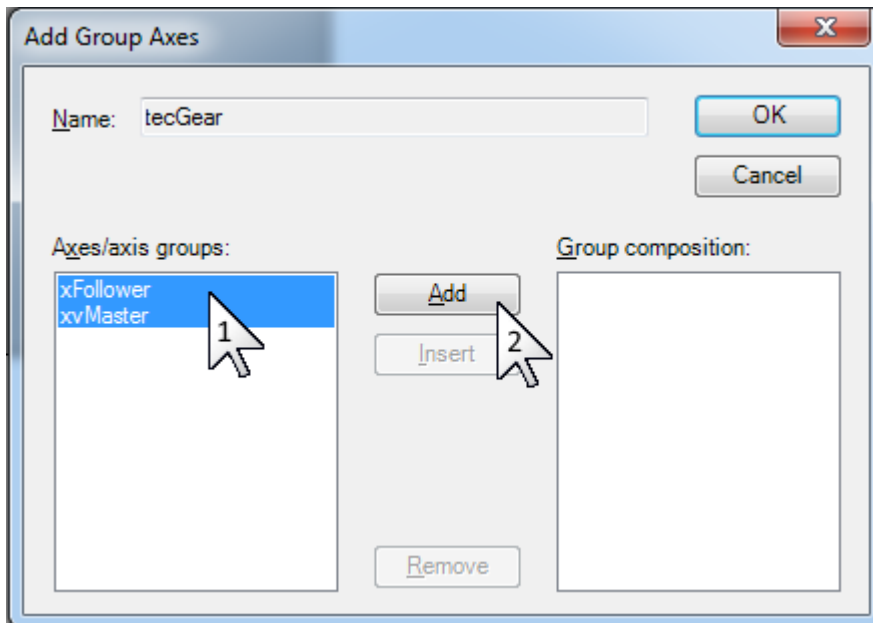 Add Group Axes
Name: tecGear
OK
Cancel
Axes/axis groups:
Group composition:
xFollower
xvMaster
1
Add
2
Insert
Remove